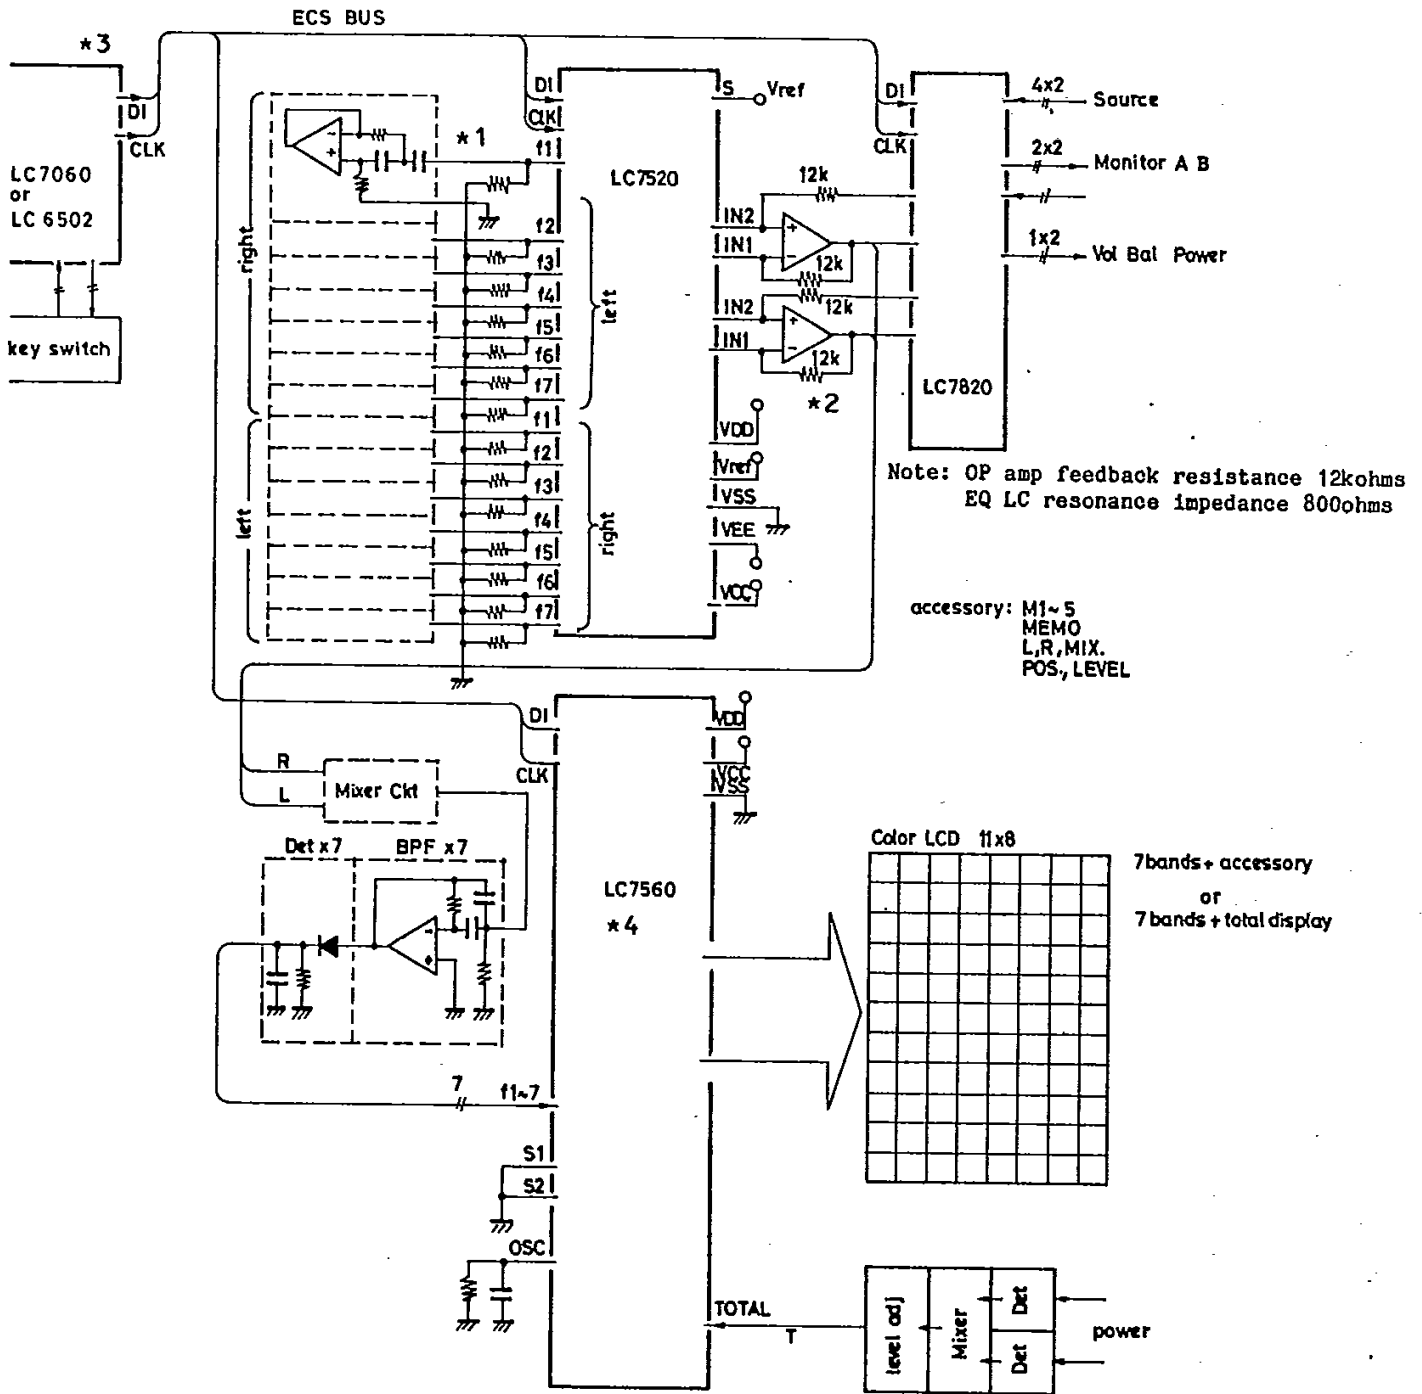 ECS BUS
*3
DI
CLK
LC7060
or
LC 6502
key switch
right
left
*1
DI
CLK
f1
f2
f3
f4
f5
f6
f7
f1
f2
f3
f4
f5
f6
f7
left
right
LC7520
S
Vref
IN2
IN1
IN2
IN1
12k
12k
12k
12k
*2
VDD
Vref
VSS
VEE
VCC
DI
CLK
LC7820
4x2
Source
2x2
Monitor A B
1x2
Vol Bal Power
Note: OP amp feedback resistance 12kohms
EQ LC resonance impedance 800ohms
accessory: M1~5
MEMO
L,R,MIX.
POS., LEVEL
DI
CLK
VDD
VCC
VSS
R
L
Mixer Ckt
Det x7
BPF x7
LC7560
*4
7
f1~7
S1
S2
OSC
Color LCD 11x8
7bands + accessory
or
7 bands + total display
TOTAL
T
level adj
Mixer
Det
Det
power